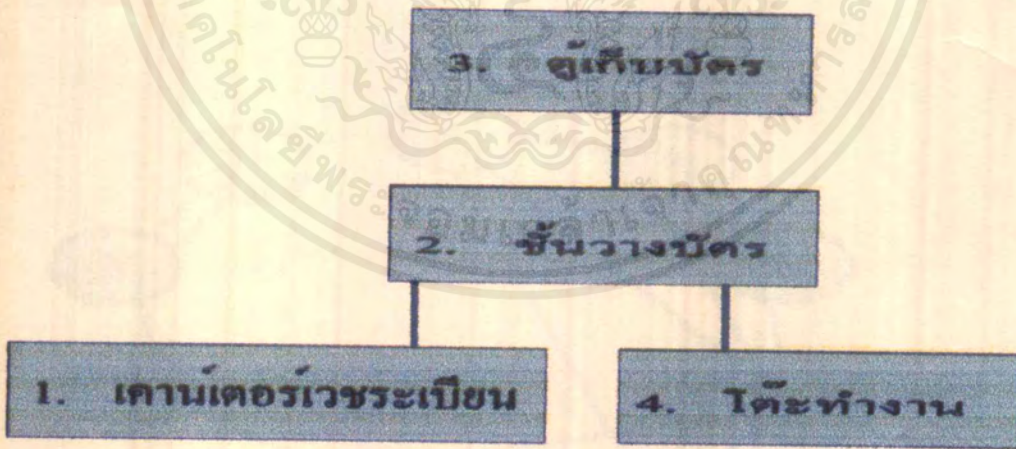 3. ตู้เก็บบัตร
2. ชั้นวางบัตร
1. เคาน์เตอร์เวชระเบียน
4. โต๊ะทำงาน